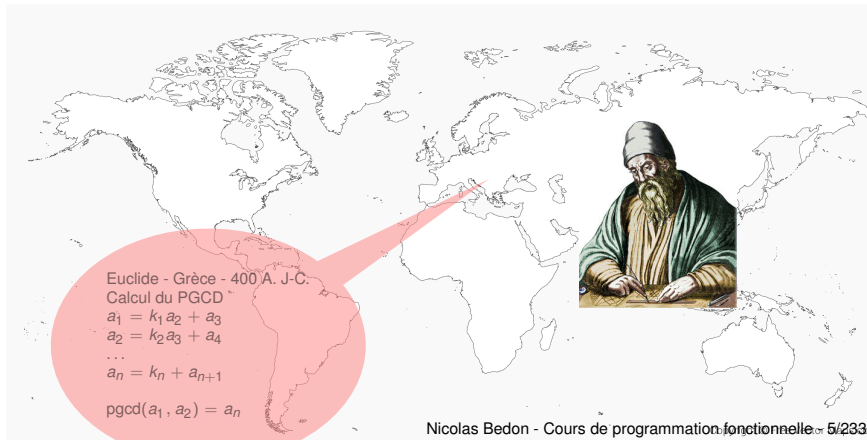 Euclide - Grèce - 400 A. J-C.
Calcul du PGCD
a₁ = k₁a₂ + a₃
a₂ = k₂a₃ + a₄
...
aₙ = kₙ + aₙ₊₁
pgcd(a₁, a₂) = aₙ
Nicolas Bedon - Cours de programmation fonctionnelle - 5/233